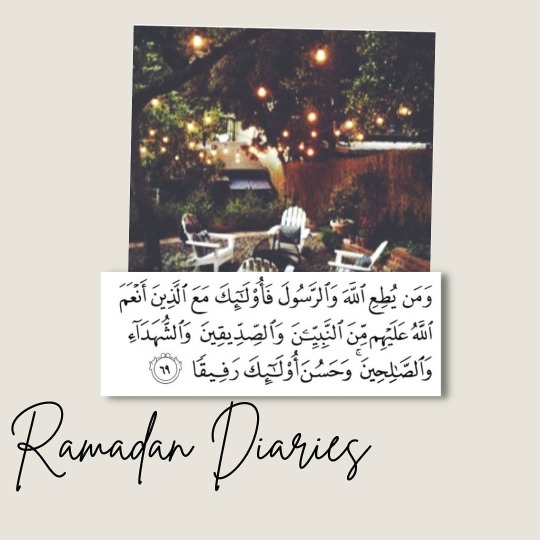 وَمَن يُطِعِ ٱللَّهَ وَٱلرَّسُولَ فَأُو۟لَـٰٓئِكَ مَعَ ٱلَّذِينَ أَنْعَمَ
ٱللَّهُ عَلَيْهِم مِّنَ ٱلنَّبِيِّـۧنَ وَٱلصِّدِّيقِينَ وَٱلشُّهَدَآءِ
وَٱلصَّـٰلِحِينَ ۚ وَحَسُنَ أُو۟لَـٰٓئِكَ رَفِيقًا ٦٩
Ramadan Diaries